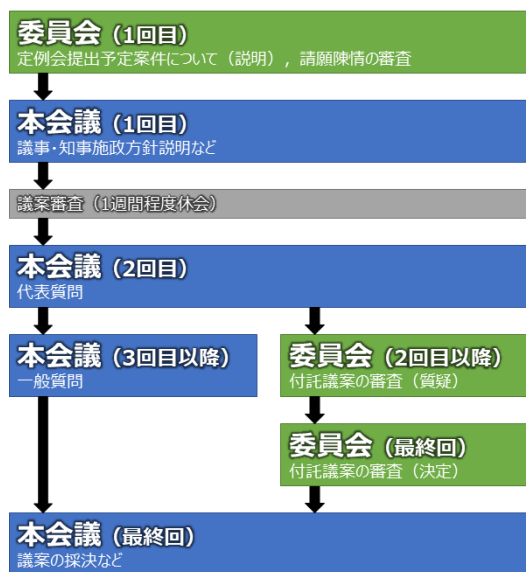 委員会（1回目）
定例会提出予定案件について（説明）, 請願陳情の審査
本会議（1回目）
議事・知事施政方針説明など
議案審査（1週間程度休会）
本会議（2回目）
代表質問
本会議（3回目以降）
一般質問
委員会（2回目以降）
付託議案の審査（質疑）
委員会（最終回）
付託議案の審査（決定）
本会議（最終回）
議案の採決など